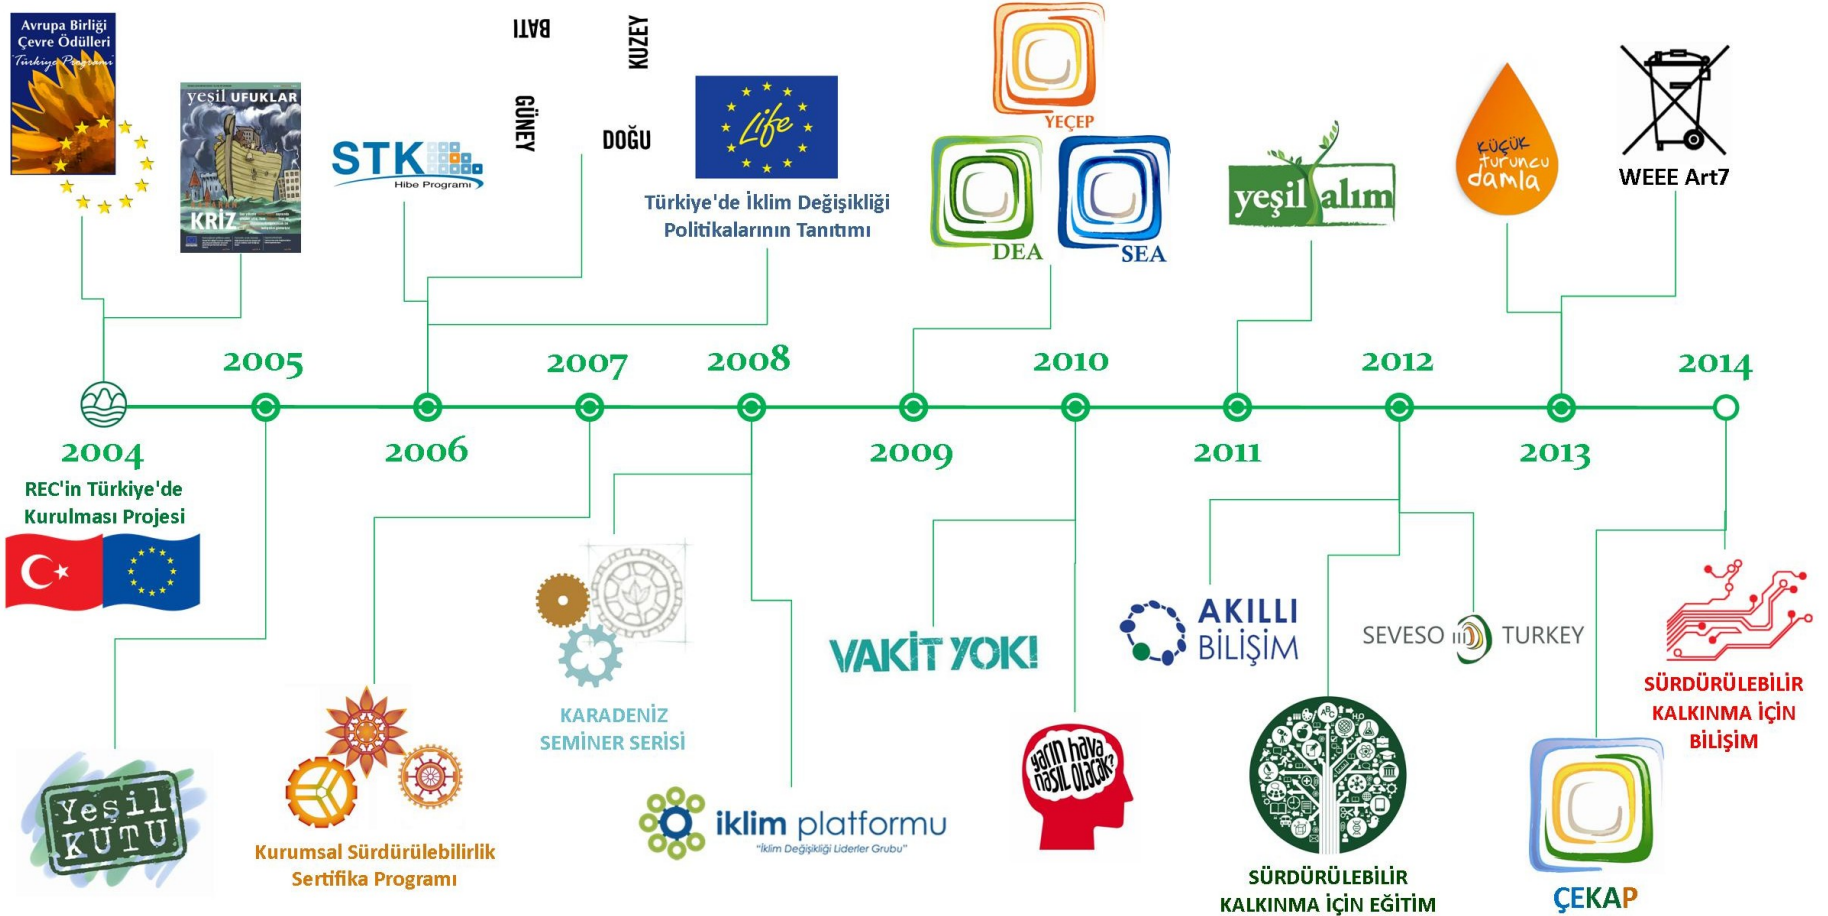 Avrupa Birliği
Çevre Ödülleri
"Türkiye Programı"
yeşil UFUKLAR
KRİZ
STK
Hibe Programı
BATI
KUZEY
GÜNEY
DOĞU
Life
Türkiye'de İklim Değişikliği
Politikalarının Tanıtımı
YEÇEP
DEA
SEA
yeşil alım
KÜÇÜK
turuncu
damla
WEEE Art7
2004
2005
2006
2007
2008
2009
2010
2011
2012
2013
2014
REC'in Türkiye'de
Kurulması Projesi
Yeşil
KUTU
Kurumsal Sürdürülebilirlik
Sertifika Programı
KARADENİZ
SEMİNER SERİSİ
iklim platformu
"İklim Değişikliği Liderler Grubu"
VAKİT YOK!
yarın hava
nasıl olacak?
AKILLI
BİLİŞİM
ABC
H₂O
SÜRDÜRÜLEBİLİR
KALKINMA İÇİN EĞİTİM
SEVESO TURKEY
ÇEKAP
SÜRDÜRÜLEBİLİR
KALKINMA İÇİN
BİLİŞİM